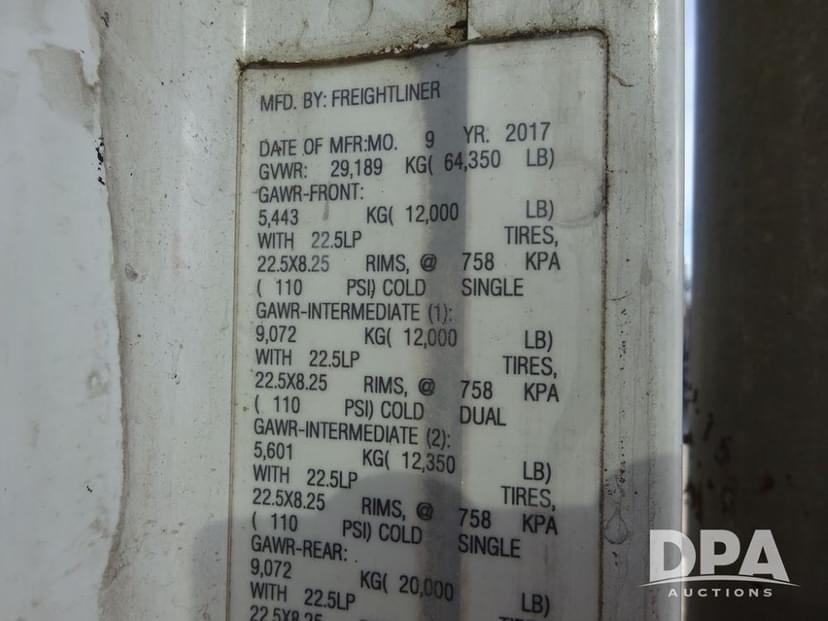 MFD. BY: FREIGHTLINER
DATE OF MFR:MO. 9 YR. 2017
GVWR: 29,189 KG( 64,350 LB)
GAWR-FRONT:
5,443 KG( 12,000 LB)
WITH 22.5LP TIRES,
22.5X8.25 RIMS, @ 758 KPA
( 110 PSI) COLD SINGLE
GAWR-INTERMEDIATE (1):
9,072 KG( 12,000 LB)
WITH 22.5LP TIRES,
22.5X8.25 RIMS, @ 758 KPA
( 110 PSI) COLD DUAL
GAWR-INTERMEDIATE (2):
5,601 KG( 12,350 LB)
WITH 22.5LP TIRES,
22.5X8.25 RIMS, @ 758 KPA
( 110 PSI) COLD SINGLE
GAWR-REAR:
9,072 KG( 20,000 LB)
WITH 22.5LP TIRES,
22.5X8.25 RIMS,
DPA
AUCTIONS